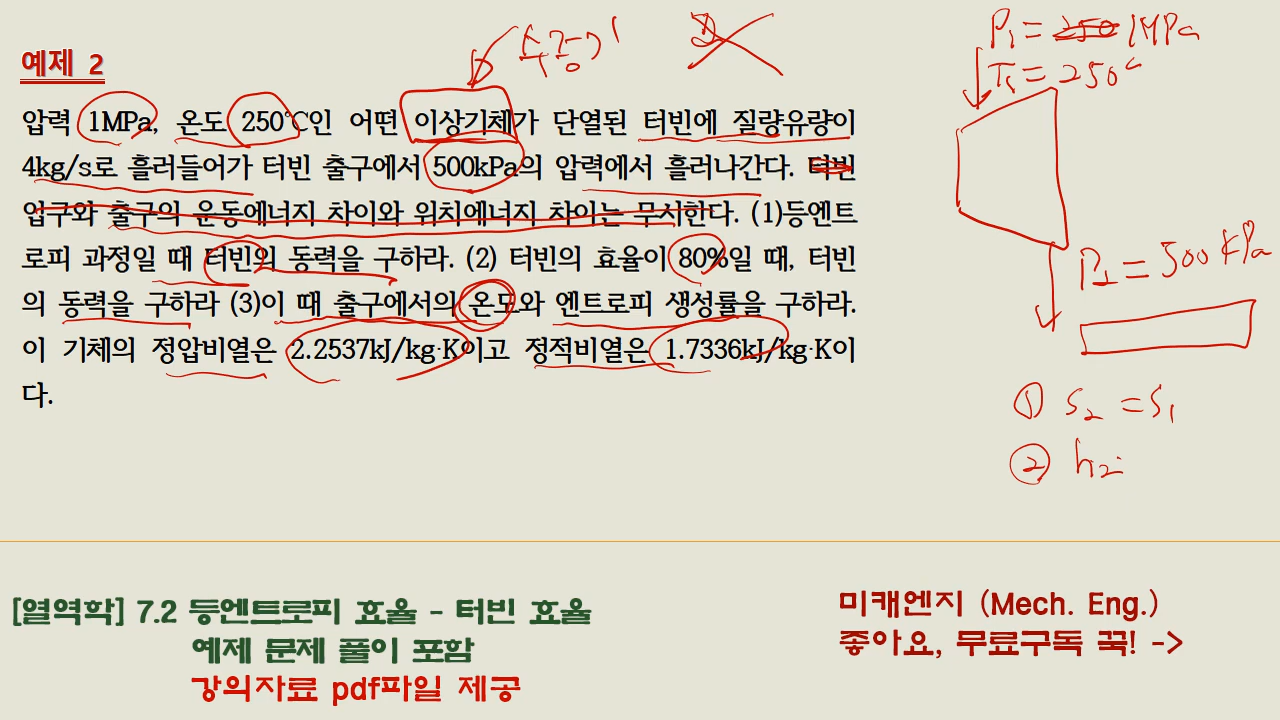 예제 2
압력 1MPa, 온도 250℃인 어떤 이상기체가 단열된 터빈에 질량유량이
4kg/s로 흘러들어가 터빈 출구에서 500kPa의 압력에서 흘러나간다. 터빈
입구와 출구의 운동에너지 차이와 위치에너지 차이는 무시한다. (1)등엔트
로피 과정일 때 터빈의 동력을 구하라. (2) 터빈의 효율이 80%일 때, 터빈
의 동력을 구하라 (3)이 때 출구에서의 온도와 엔트로피 생성률을 구하라.
이 기체의 정압비열은 2.2537kJ/kg·K이고 정적비열은 1.7336kJ/kg·K이
다.
수증기
P₁ = 250 1MPa
T₁ = 250℃
P₂ = 500 kPa
① S₂ = S₁
② h₂
[열역학] 7.2 등엔트로피 효율 - 터빈 효율
예제 문제 풀이 포함
강의자료 pdf파일 제공
미캐엔지 (Mech. Eng.)
좋아요, 무료구독 꾹! ->